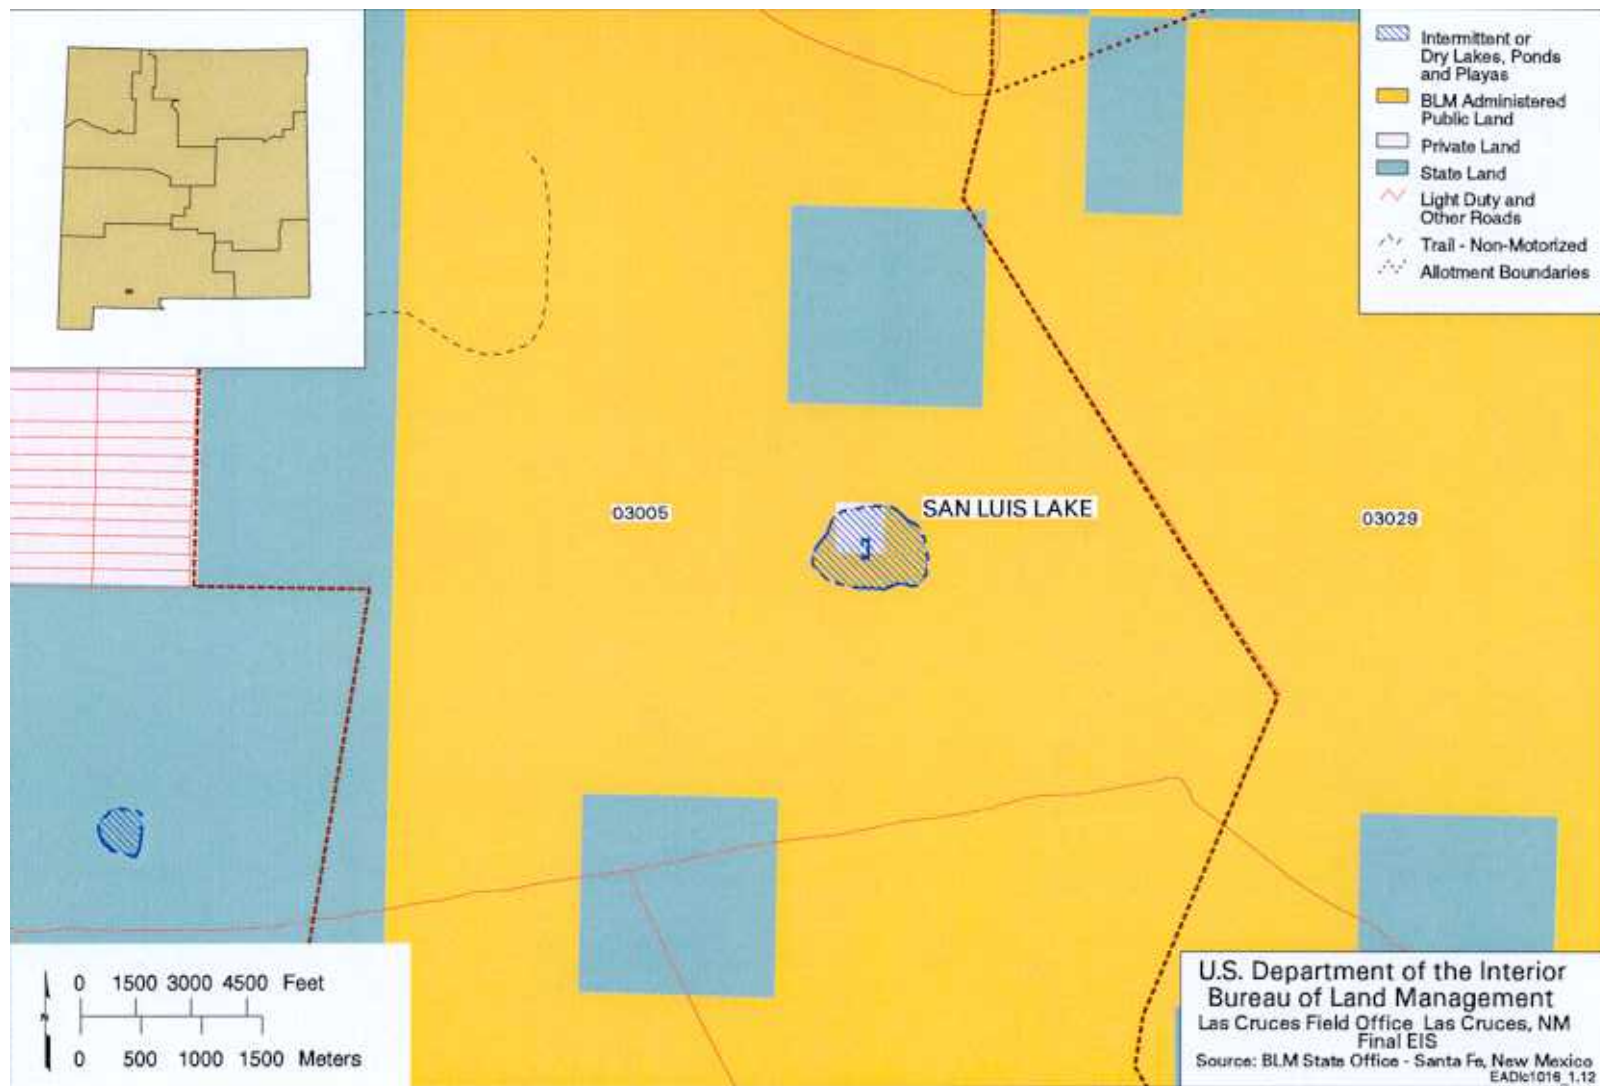 Intermittent or
Dry Lakes, Ponds
and Playas
BLM Administered
Public Land
Private Land
State Land
Light Duty and
Other Roads
Trail - Non-Motorized
Allotment Boundaries
SAN LUIS LAKE
03005
03029
0 1500 3000 4500 Feet
N
0 500 1000 1500 Meters
U.S. Department of the Interior
Bureau of Land Management
Las Cruces Field Office Las Cruces, NM
Final EIS
Source: BLM State Office - Santa Fe, New Mexico
EADlc1016_1.12